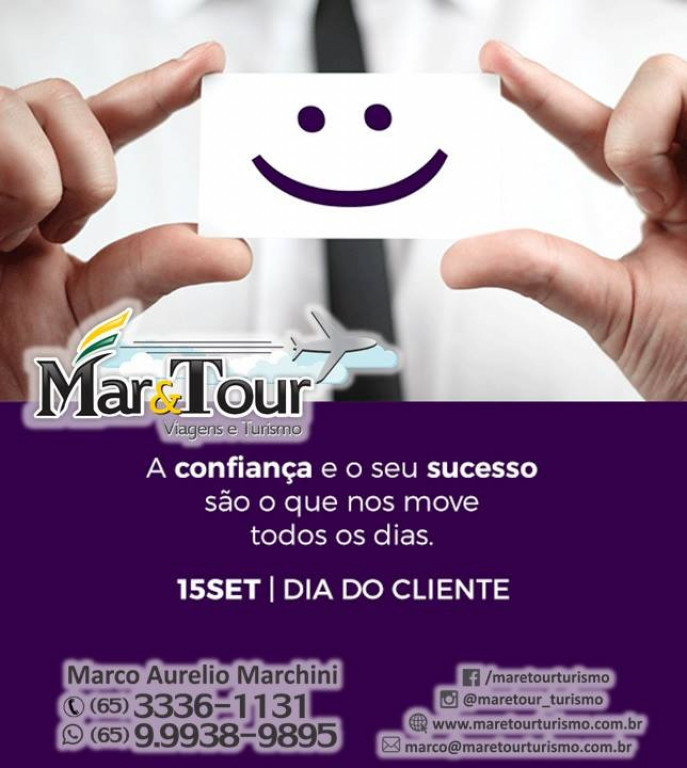 Mar&Tour
Viagens e Turismo
A confiança e o seu sucesso
são o que nos move
todos os dias.
15SET | DIA DO CLIENTE
Marco Aurelio Marchini
(65) 3336-1131
(65) 9.9938-9895
/maretourturismo
@maretour_turismo
www.maretourturismo.com.br
marco@maretourturismo.com.br